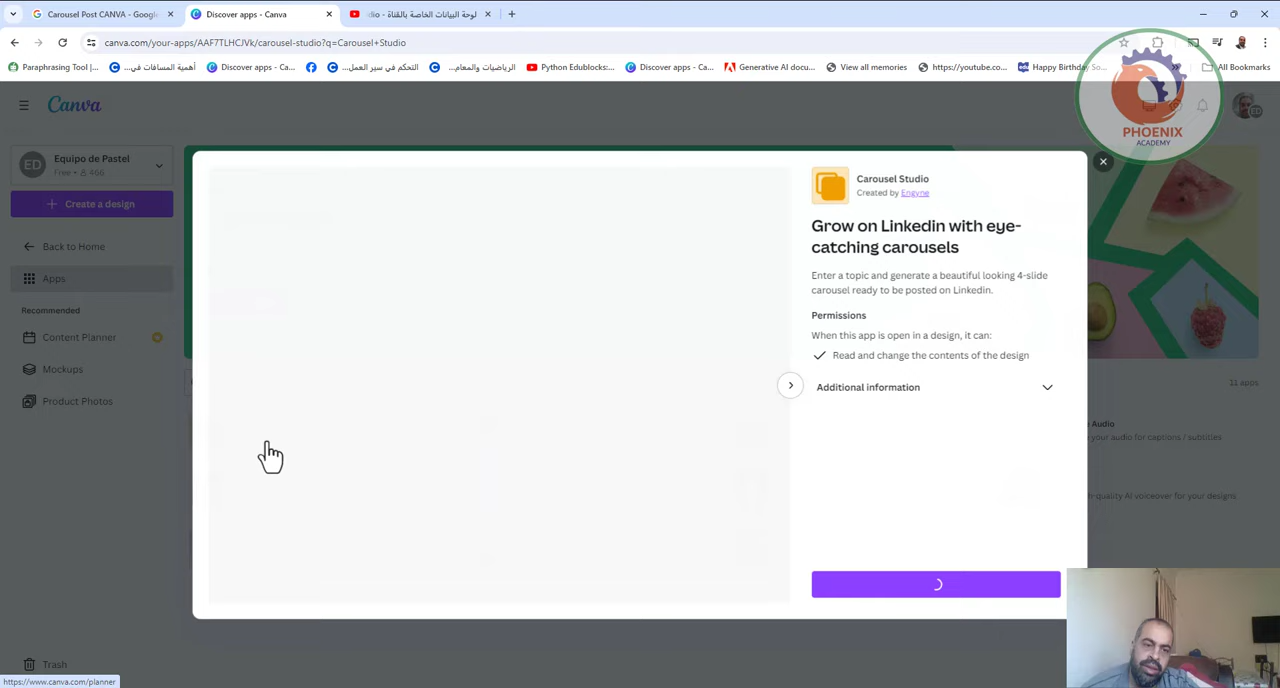 Carousel Post CANVA - Google
Discover apps - Canva
لوحة البيانات الخاصة بالقناة - dio
canva.com/your-apps/AAF7TLHCJVk/carousel-studio?q=Carousel+Studio
Paraphrasing Tool |...
أهمية المسافات في...
Discover apps - Ca...
التحكم في سير العمل...
الرياضيات والمعام...
Python Edublocks:...
Discover apps - Ca...
Generative AI docu...
View all memories
https://youtube.co...
Happy Birthday So...
All Bookmarks
Canva
ED
PHOENIX
ACADEMY
ED
Equipo de Pastel
Free • 466
Create a design
Back to Home
Apps
Recommended
Content Planner
Mockups
Product Photos
Trash
https://www.canva.com/planner
Carousel Studio
Created by Engyne
Grow on Linkedin with eye-
catching carousels
Enter a topic and generate a beautiful looking 4-slide
carousel ready to be posted on Linkedin.
Permissions
When this app is open in a design, it can:
Read and change the contents of the design
Additional information
11 apps
Audio
your audio for captions / subtitles
h-quality AI voiceover for your designs